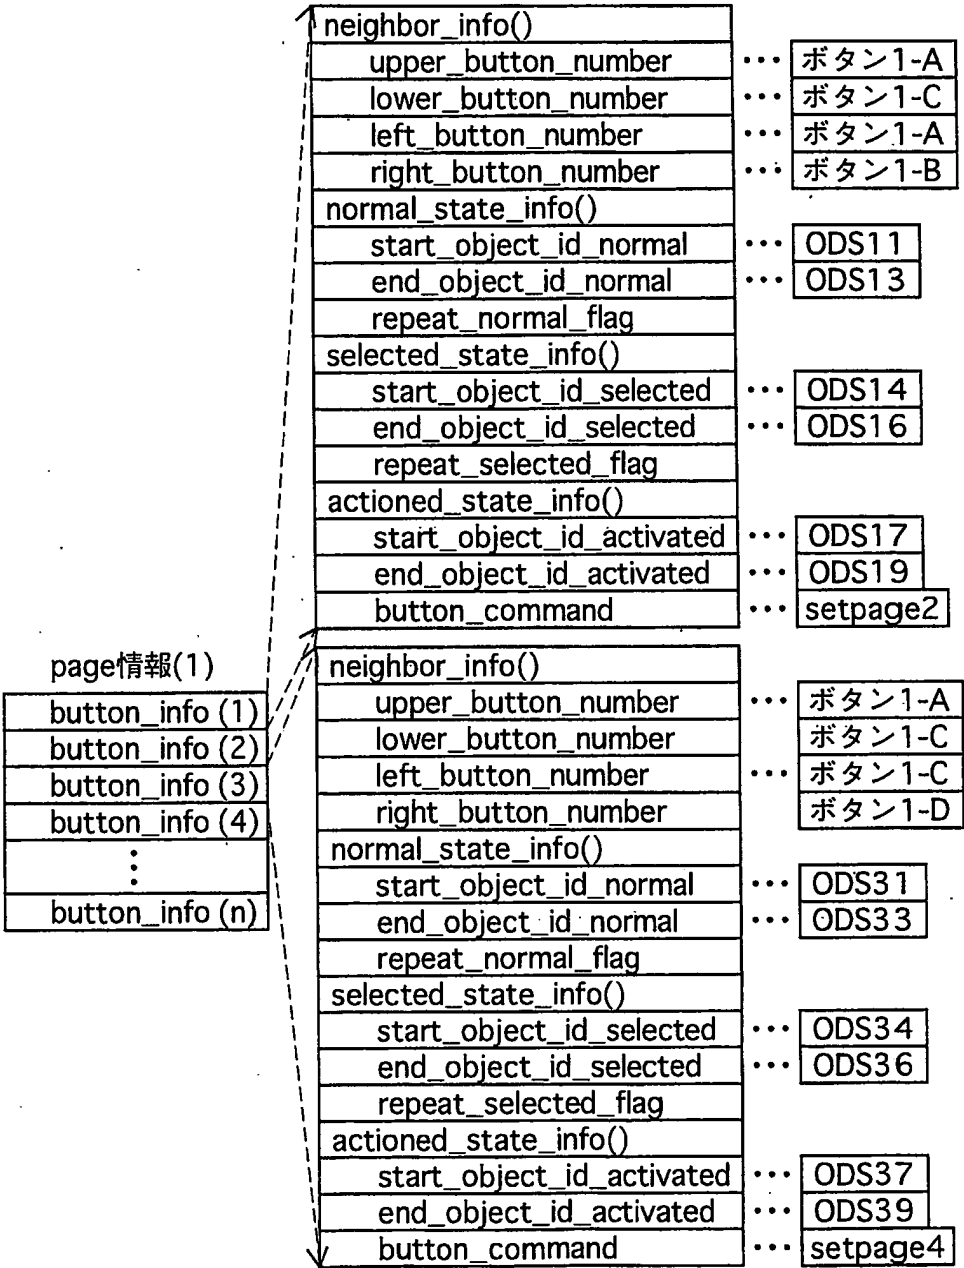 neighbor_info()
upper_button_number ・・・ ボタン1-A
lower_button_number ・・・ ボタン1-C
left_button_number ・・・ ボタン1-A
right_button_number ・・・ ボタン1-B
normal_state_info()
start_object_id_normal ・・・ ODS11
end_object_id_normal ・・・ ODS13
repeat_normal_flag
selected_state_info()
start_object_id_selected ・・・ ODS14
end_object_id_selected ・・・ ODS16
repeat_selected_flag
actioned_state_info()
start_object_id_activated ・・・ ODS17
end_object_id_activated ・・・ ODS19
button_command ・・・ setpage2
page情報(1)
button_info (1)
button_info (2)
button_info (3)
button_info (4)
⋮
button_info (n)
neighbor_info()
upper_button_number ・・・ ボタン1-A
lower_button_number ボタン1-C
left_button_number ・・・ ボタン1-C
right_button_number ボタン1-D
normal_state_info()
start_object_id_normal ・・・ ODS31
end_object_id_normal ・・・ ODS33
repeat_normal_flag
selected_state_info()
start_object_id_selected ・・・ ODS34
end_object_id_selected ・・・ ODS36
repeat_selected_flag
actioned_state_info()
start_object_id_activated ・・・ ODS37
end_object_id_activated ・・・ ODS39
button_command ・・・ setpage4